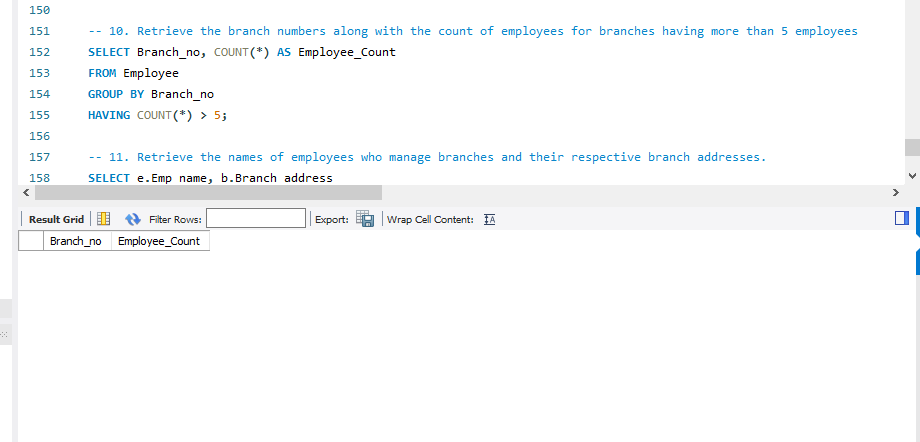 150
151 -- 10. Retrieve the branch numbers along with the count of employees for branches having more than 5 employees
152 SELECT Branch_no, COUNT(*) AS Employee_Count
153 FROM Employee
154 GROUP BY Branch_no
155 HAVING COUNT(*) > 5;
156
157 -- 11. Retrieve the names of employees who manage branches and their respective branch addresses.
158 SELECT e.Emp_name, b.Branch_address
Result Grid Filter Rows: Export: Wrap Cell Content: IA
Branch_no Employee_Count